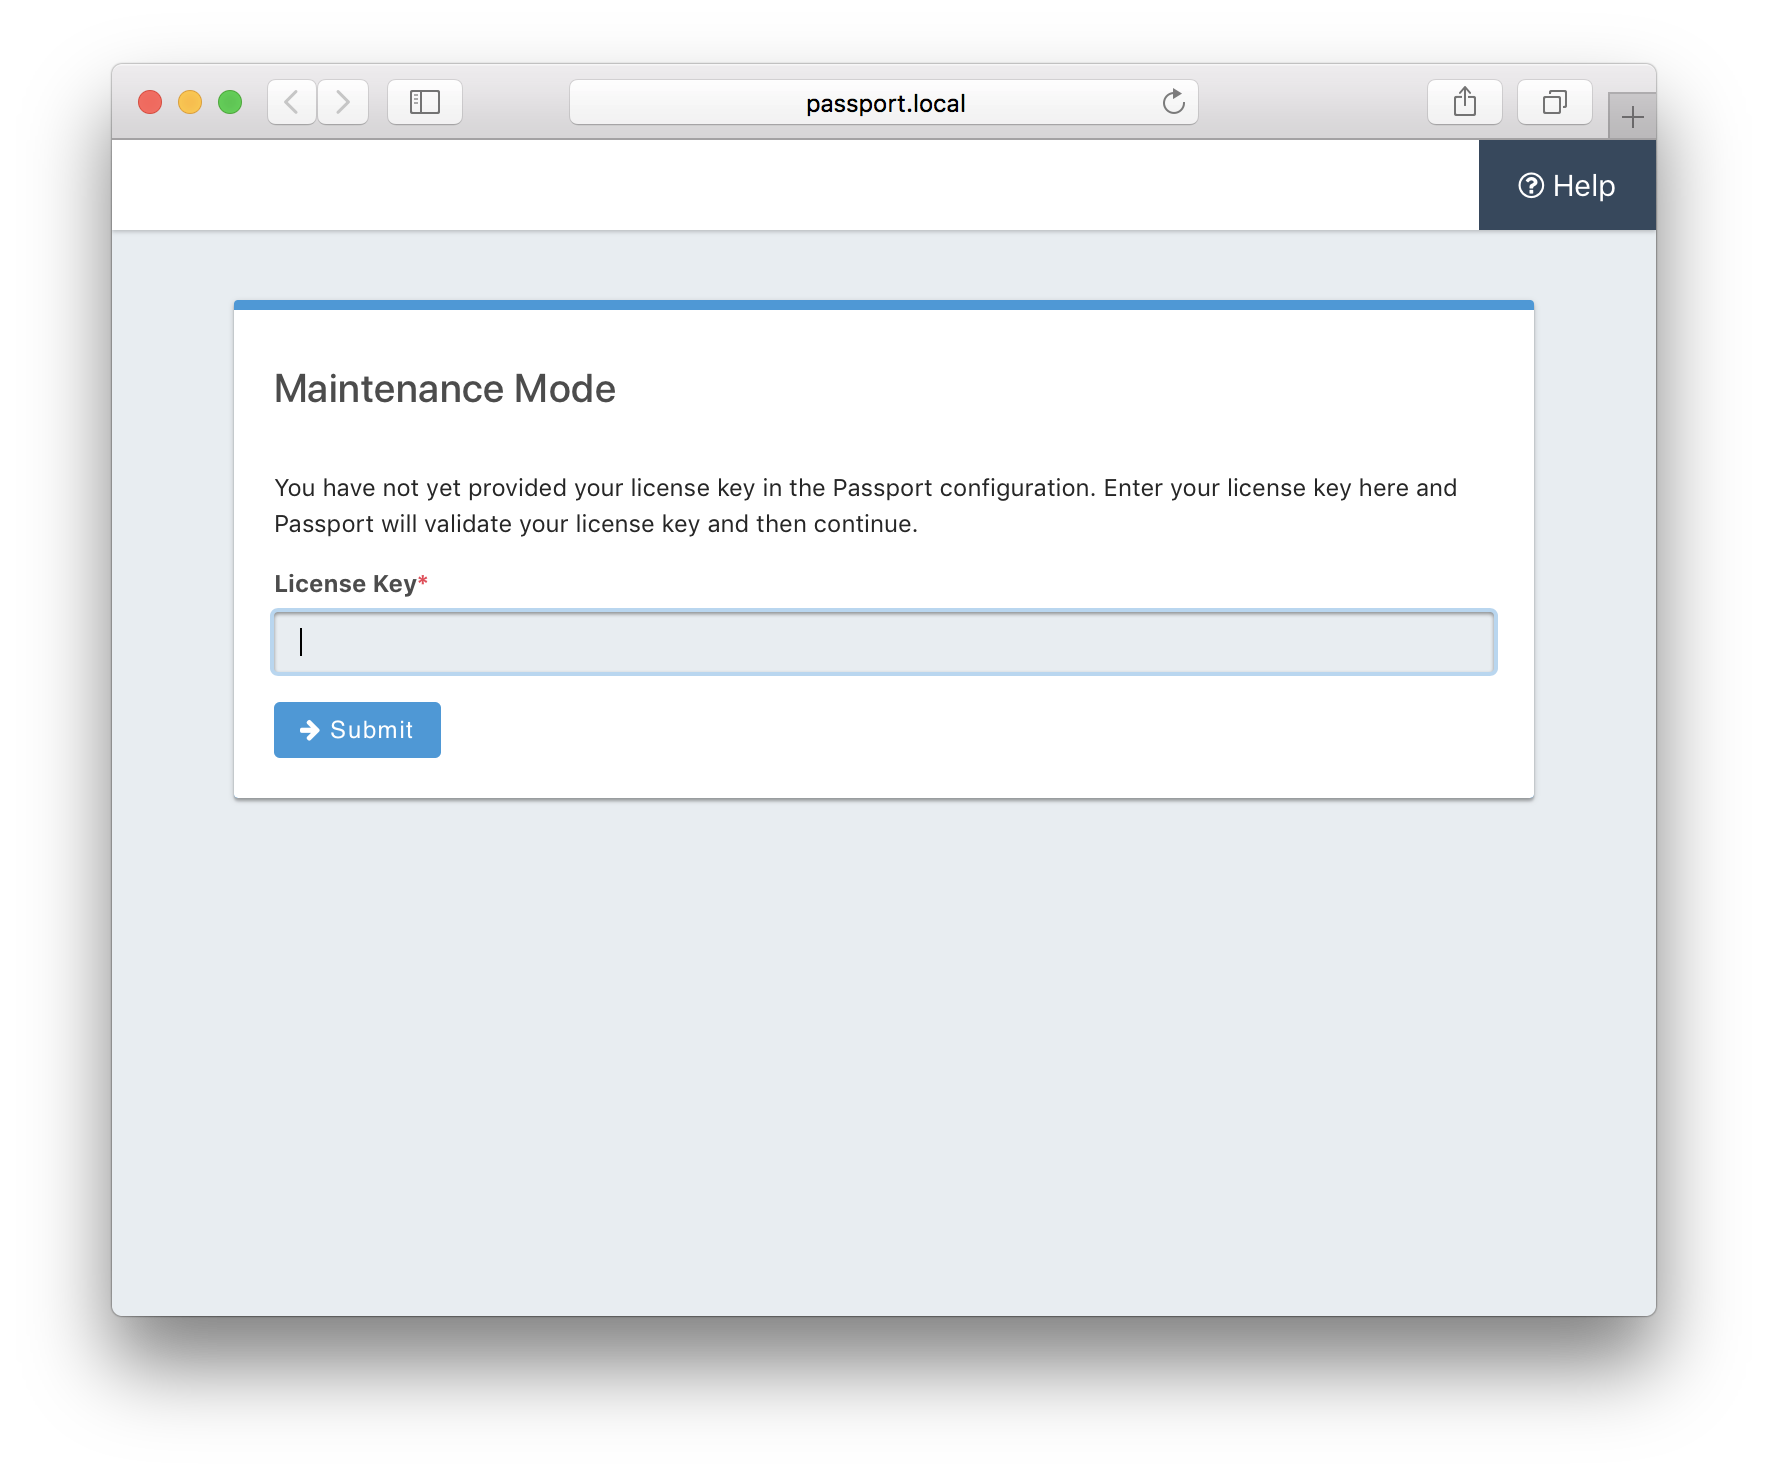 passport.local
Help
Maintenance Mode
You have not yet provided your license key in the Passport configuration. Enter your license key here and
Passport will validate your license key and then continue.
License Key*
Submit